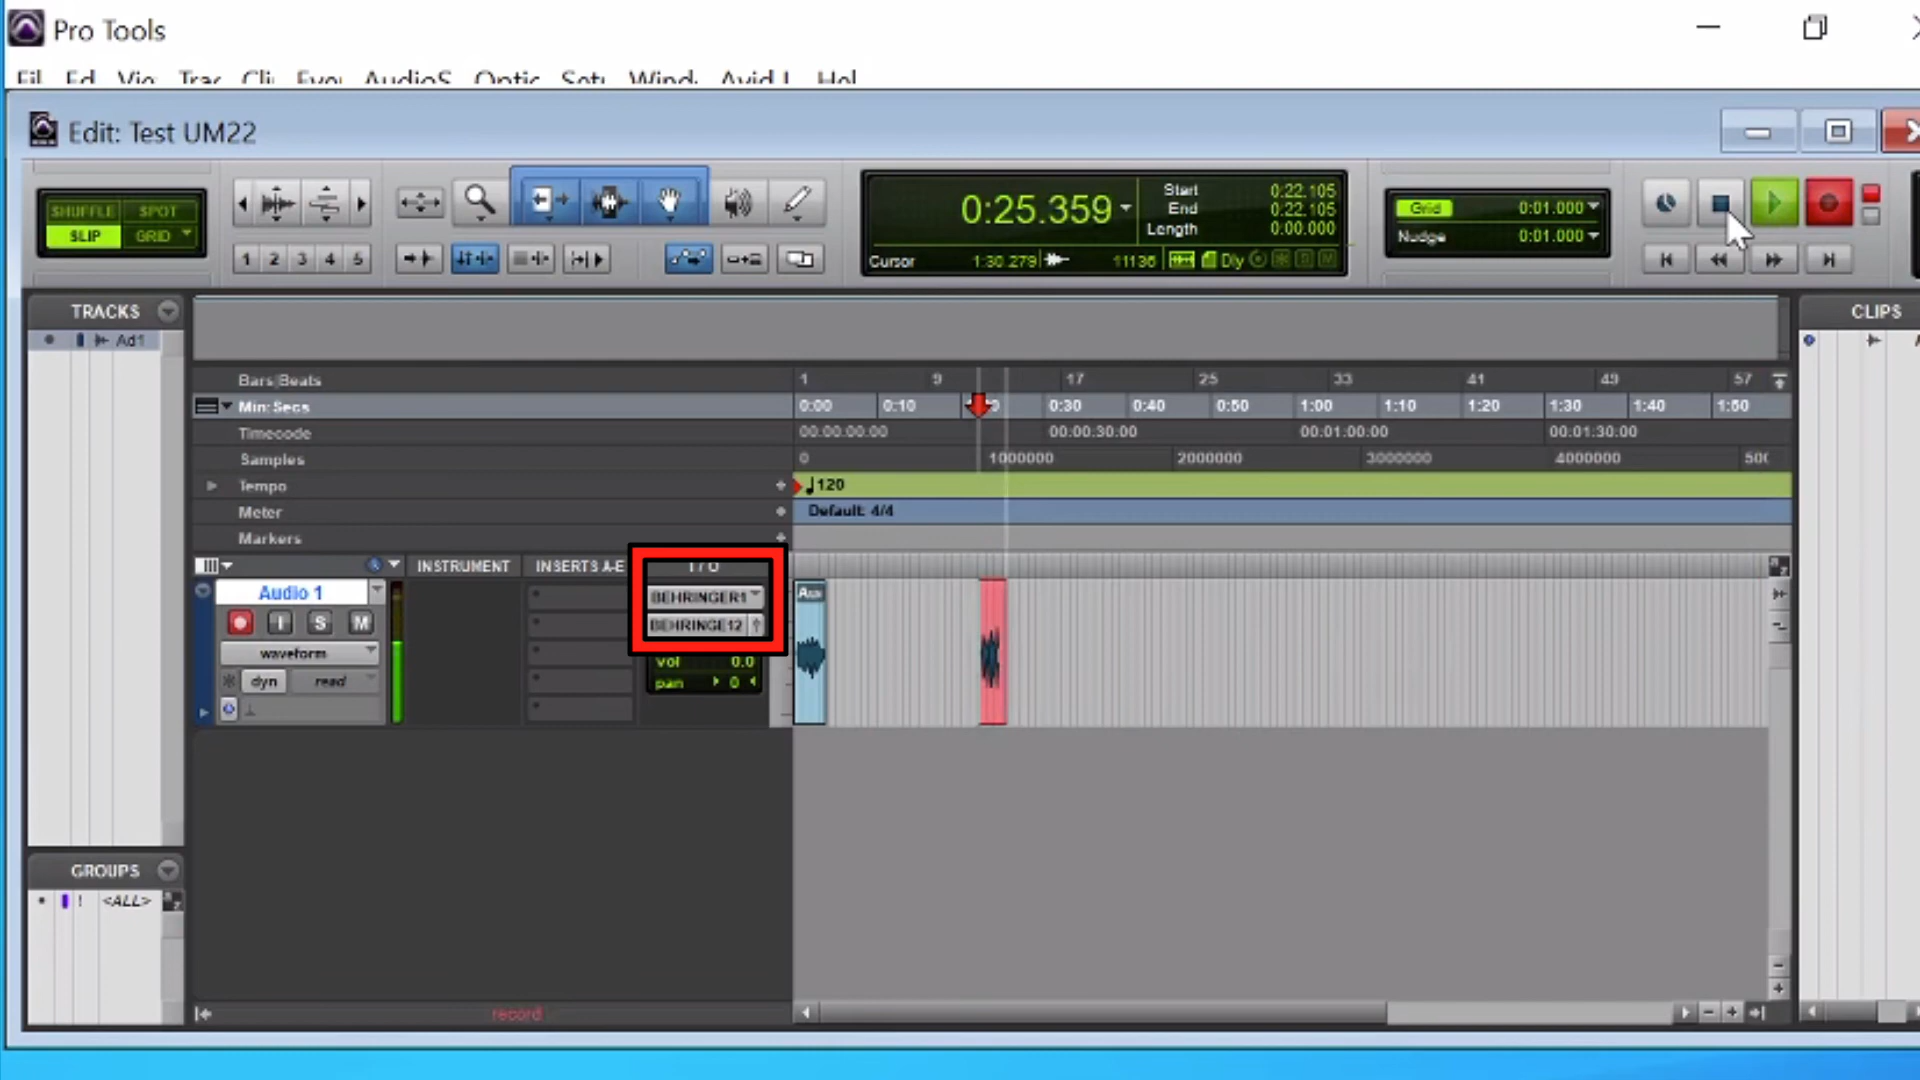 Pro Tools
Edit: Test UM22
SHUFFLE SPOT
SLIP GRID
1 2 3 4 5
0:25.359
Start 0:22.105
End 0:22.105
Length 0:00.000
Cursor 1:30.279 11136 Dly
Grid 0:01.000
Nudge 0:01.000
TRACKS
Ad1
CLIPS
Bars|Beats 1 9 17 25 33 41 49 57
Min:Secs 0:00 0:10 0:30 0:40 0:50 1:00 1:10 1:20 1:30 1:40 1:50
Timecode 00:00:00:00 00:00:30:00 00:01:00:00 00:01:30:00
Samples 0 1000000 2000000 3000000 4000000
Tempo 120
Meter Default: 4/4
Markers
INSTRUMENT INSERTS A-E I / O
Audio 1
I S M
waveform
dyn read
BEHRINGER1
BEHRINGE12
vol 0.0
pan 0
GROUPS
! <ALL>
record